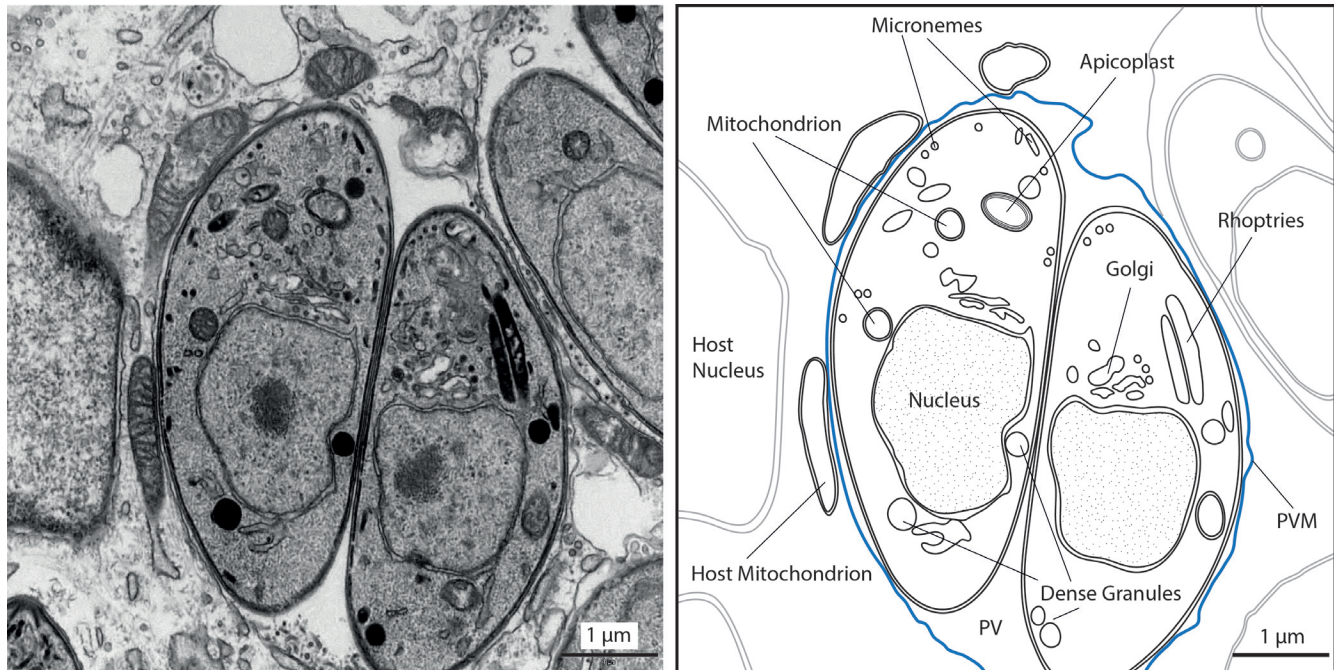 Micronemes
Apicoplast
Mitochondrion
Rhoptries
Golgi
Host
Nucleus
Nucleus
PVM
Host Mitochondrion
Dense Granules
PV
1 µm
1 µm